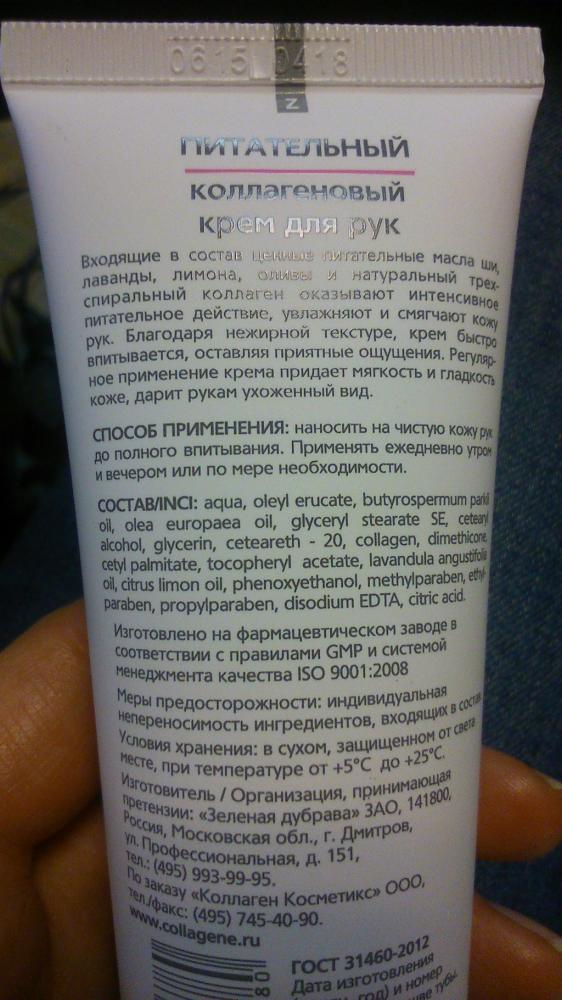 0615 0418
Z
ПИТАТЕЛЬНЫЙ
КОЛЛАГЕНОВЫЙ
крем для рук
Входящие в состав ценные питательные масла ши,
лаванды, лимона, оливы и натуральный трех-
спиральный коллаген оказывают интенсивное
питательное действие, увлажняют и смягчают кожу
рук. Благодаря нежирной текстуре, крем быстро
впитывается, оставляя приятные ощущения. Регуляр-
ное применение крема придает мягкость и гладкость
коже, дарит рукам ухоженный вид.
СПОСОБ ПРИМЕНЕНИЯ: наносить на чистую кожу рук
до полного впитывания. Применять ежедневно утром
и вечером или по мере необходимости.
СОСТАВ/INCI: aqua, oleyl erucate, butyrospermum parkii
oil, olea europaea oil, glyceryl stearate SE, cetearyl
alcohol, glycerin, ceteareth - 20, collagen, dimethicone,
cetyl palmitate, tocopheryl acetate, lavandula angustifolia
oil, citrus limon oil, phenoxyethanol, methylparaben, ethyl-
paraben, propylparaben, disodium EDTA, citric acid.
Изготовлено на фармацевтическом заводе в
соответствии с правилами GMP и системой
менеджмента качества ISO 9001:2008
Меры предосторожности: индивидуальная
непереносимость ингредиентов, входящих в состав
Условия хранения: в сухом, защищенном от света
месте, при температуре от +5°С до +25°С.
Изготовитель / Организация, принимающая
претензии: «Зеленая дубрава» ЗАО, 141800,
Россия, Московская обл., г. Дмитров,
ул. Профессиональная, д. 151,
тел.: (495) 993-99-95.
По заказу «Коллаген Косметикс» ООО,
тел./факс: (495) 745-40-90.
www.collagene.ru
80
ГОСТ 31460-2012
Дата изготовления
год) и номер
тубы.